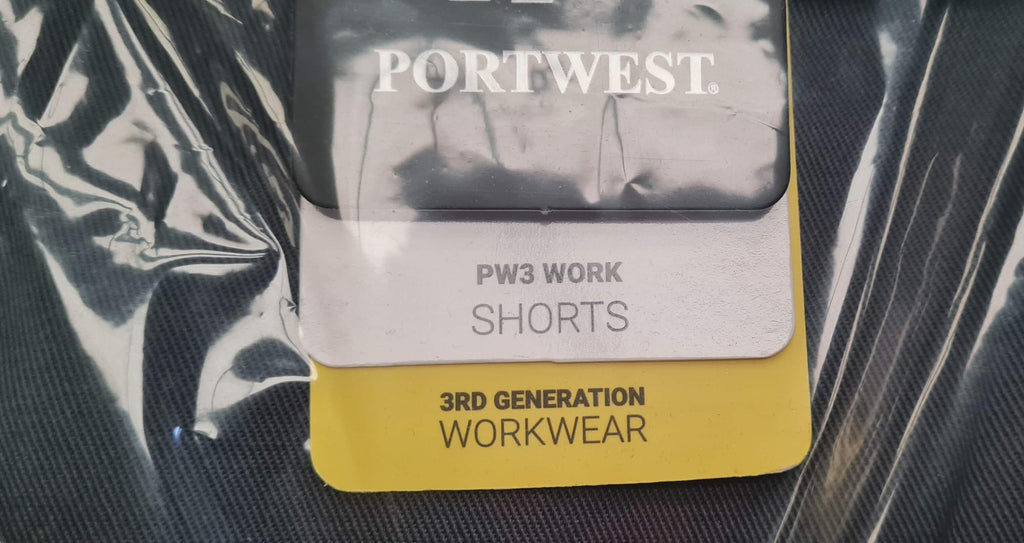 PORTWEST®
PW3 WORK
SHORTS
3RD GENERATION
WORKWEAR